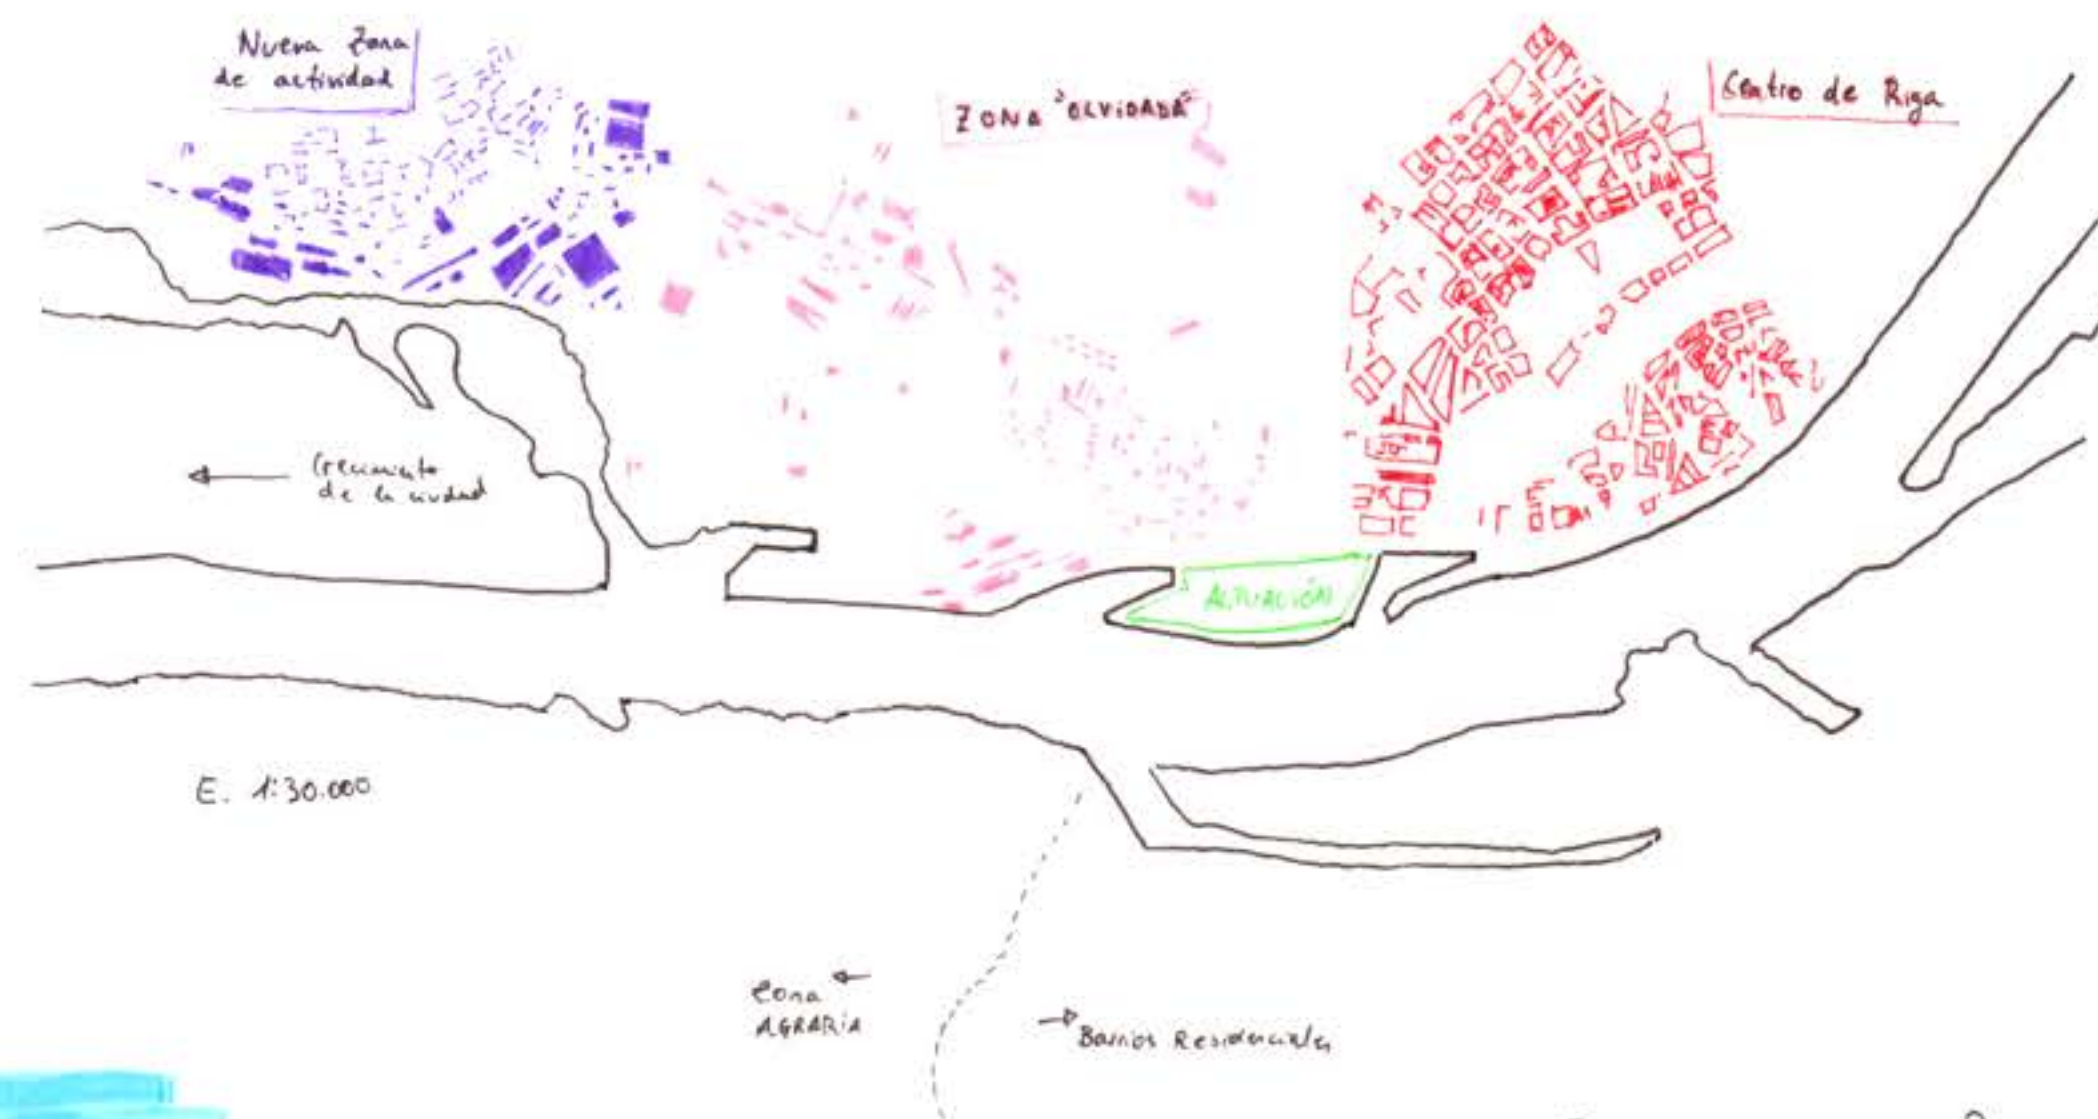 Nueva Zona
de actividad
ZONA "OLVIDADA"
Centro de Riga
Crecimiento
de la ciudad
ACTUACIÓN
E. 1:30.000
Zona
AGRARIA
Barrios Residenciales